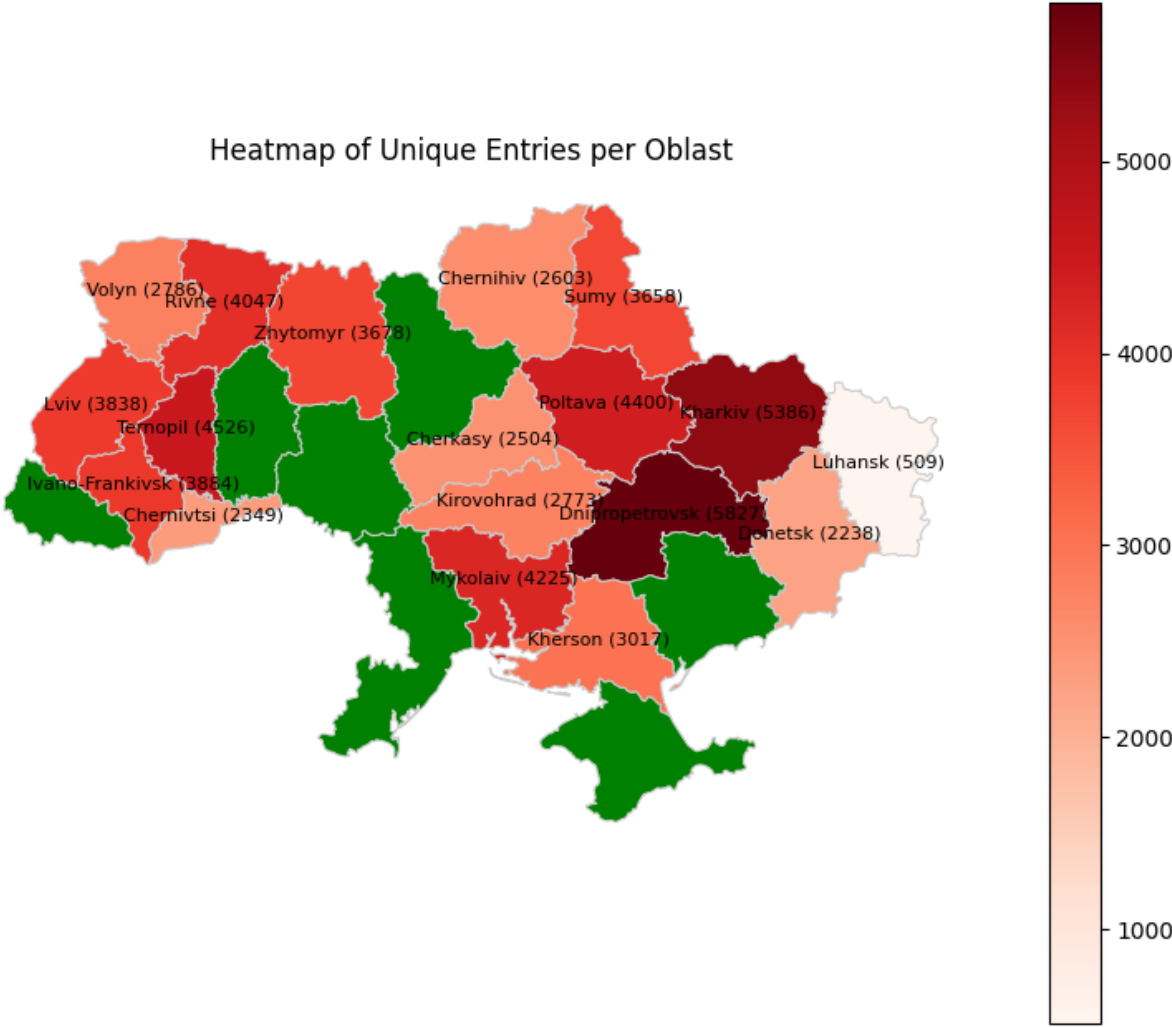 Heatmap of Unique Entries per Oblast
Chernihiv (2603)
Volyn (2786)
Sumy (3658)
Rivne (4047)
Zhytomyr (3678)
Lviv (3838)
Poltava (4400)
Kharkiv (5386)
Ternopil (4526)
Cherkasy (2504)
Luhansk (509)
Ivano-Frankivsk (3884)
Kirovohrad (2773)
Chernivtsi (2349)
Dnipropetrovsk (5827)
Donetsk (2238)
Mykolaiv (4225)
Kherson (3017)
5000
4000
3000
2000
1000